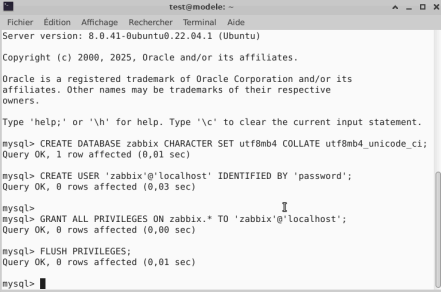 test@modele: ~
Fichier Édition Affichage Rechercher Terminal Aide
Server version: 8.0.41-0ubuntu0.22.04.1 (Ubuntu)
Copyright (c) 2000, 2025, Oracle and/or its affiliates.
Oracle is a registered trademark of Oracle Corporation and/or its
affiliates. Other names may be trademarks of their respective
owners.
Type 'help;' or '\h' for help. Type '\c' to clear the current input statement.
mysql> CREATE DATABASE zabbix CHARACTER SET utf8mb4 COLLATE utf8mb4_unicode_ci;
Query OK, 1 row affected (0,01 sec)
mysql> CREATE USER 'zabbix'@'localhost' IDENTIFIED BY 'password';
Query OK, 0 rows affected (0,03 sec)
mysql>
mysql> GRANT ALL PRIVILEGES ON zabbix.* TO 'zabbix'@'localhost';
Query OK, 0 rows affected (0,00 sec)
mysql> FLUSH PRIVILEGES;
Query OK, 0 rows affected (0,01 sec)
mysql>